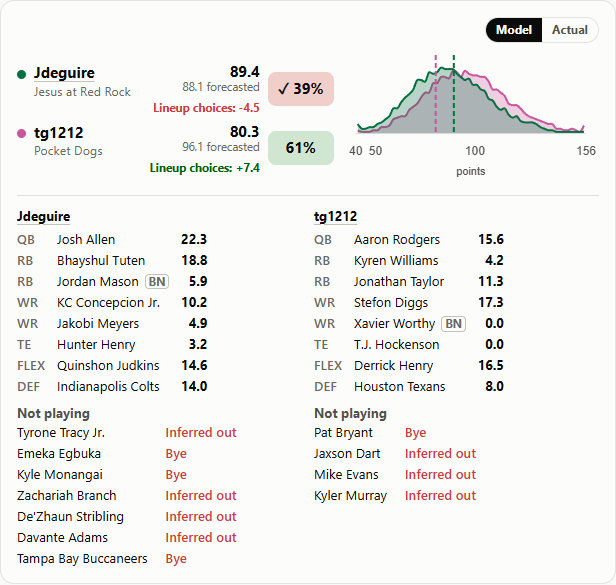 Model Actual
Jdeguire 89.4
Jesus at Red Rock 88.1 forecasted
Lineup choices: -4.5
✓ 39%
tg1212 80.3
Pocket Dogs 96.1 forecasted
Lineup choices: +7.4
61%
40 50 100 156
points
Jdeguire
QB Josh Allen 22.3
RB Bhayshul Tuten 18.8
RB Jordan Mason BN 5.9
WR KC Concepcion Jr. 10.2
WR Jakobi Meyers 4.9
TE Hunter Henry 3.2
FLEX Quinshon Judkins 14.6
DEF Indianapolis Colts 14.0
Not playing
Tyrone Tracy Jr. Inferred out
Emeka Egbuka Bye
Kyle Monangai Bye
Zachariah Branch Inferred out
De'Zhaun Stribling Inferred out
Davante Adams Inferred out
Tampa Bay Buccaneers Bye
tg1212
QB Aaron Rodgers 15.6
RB Kyren Williams 4.2
RB Jonathan Taylor 11.3
WR Stefon Diggs 17.3
WR Xavier Worthy BN 0.0
TE T.J. Hockenson 0.0
FLEX Derrick Henry 16.5
DEF Houston Texans 8.0
Not playing
Pat Bryant Bye
Jaxson Dart Inferred out
Mike Evans Inferred out
Kyler Murray Inferred out